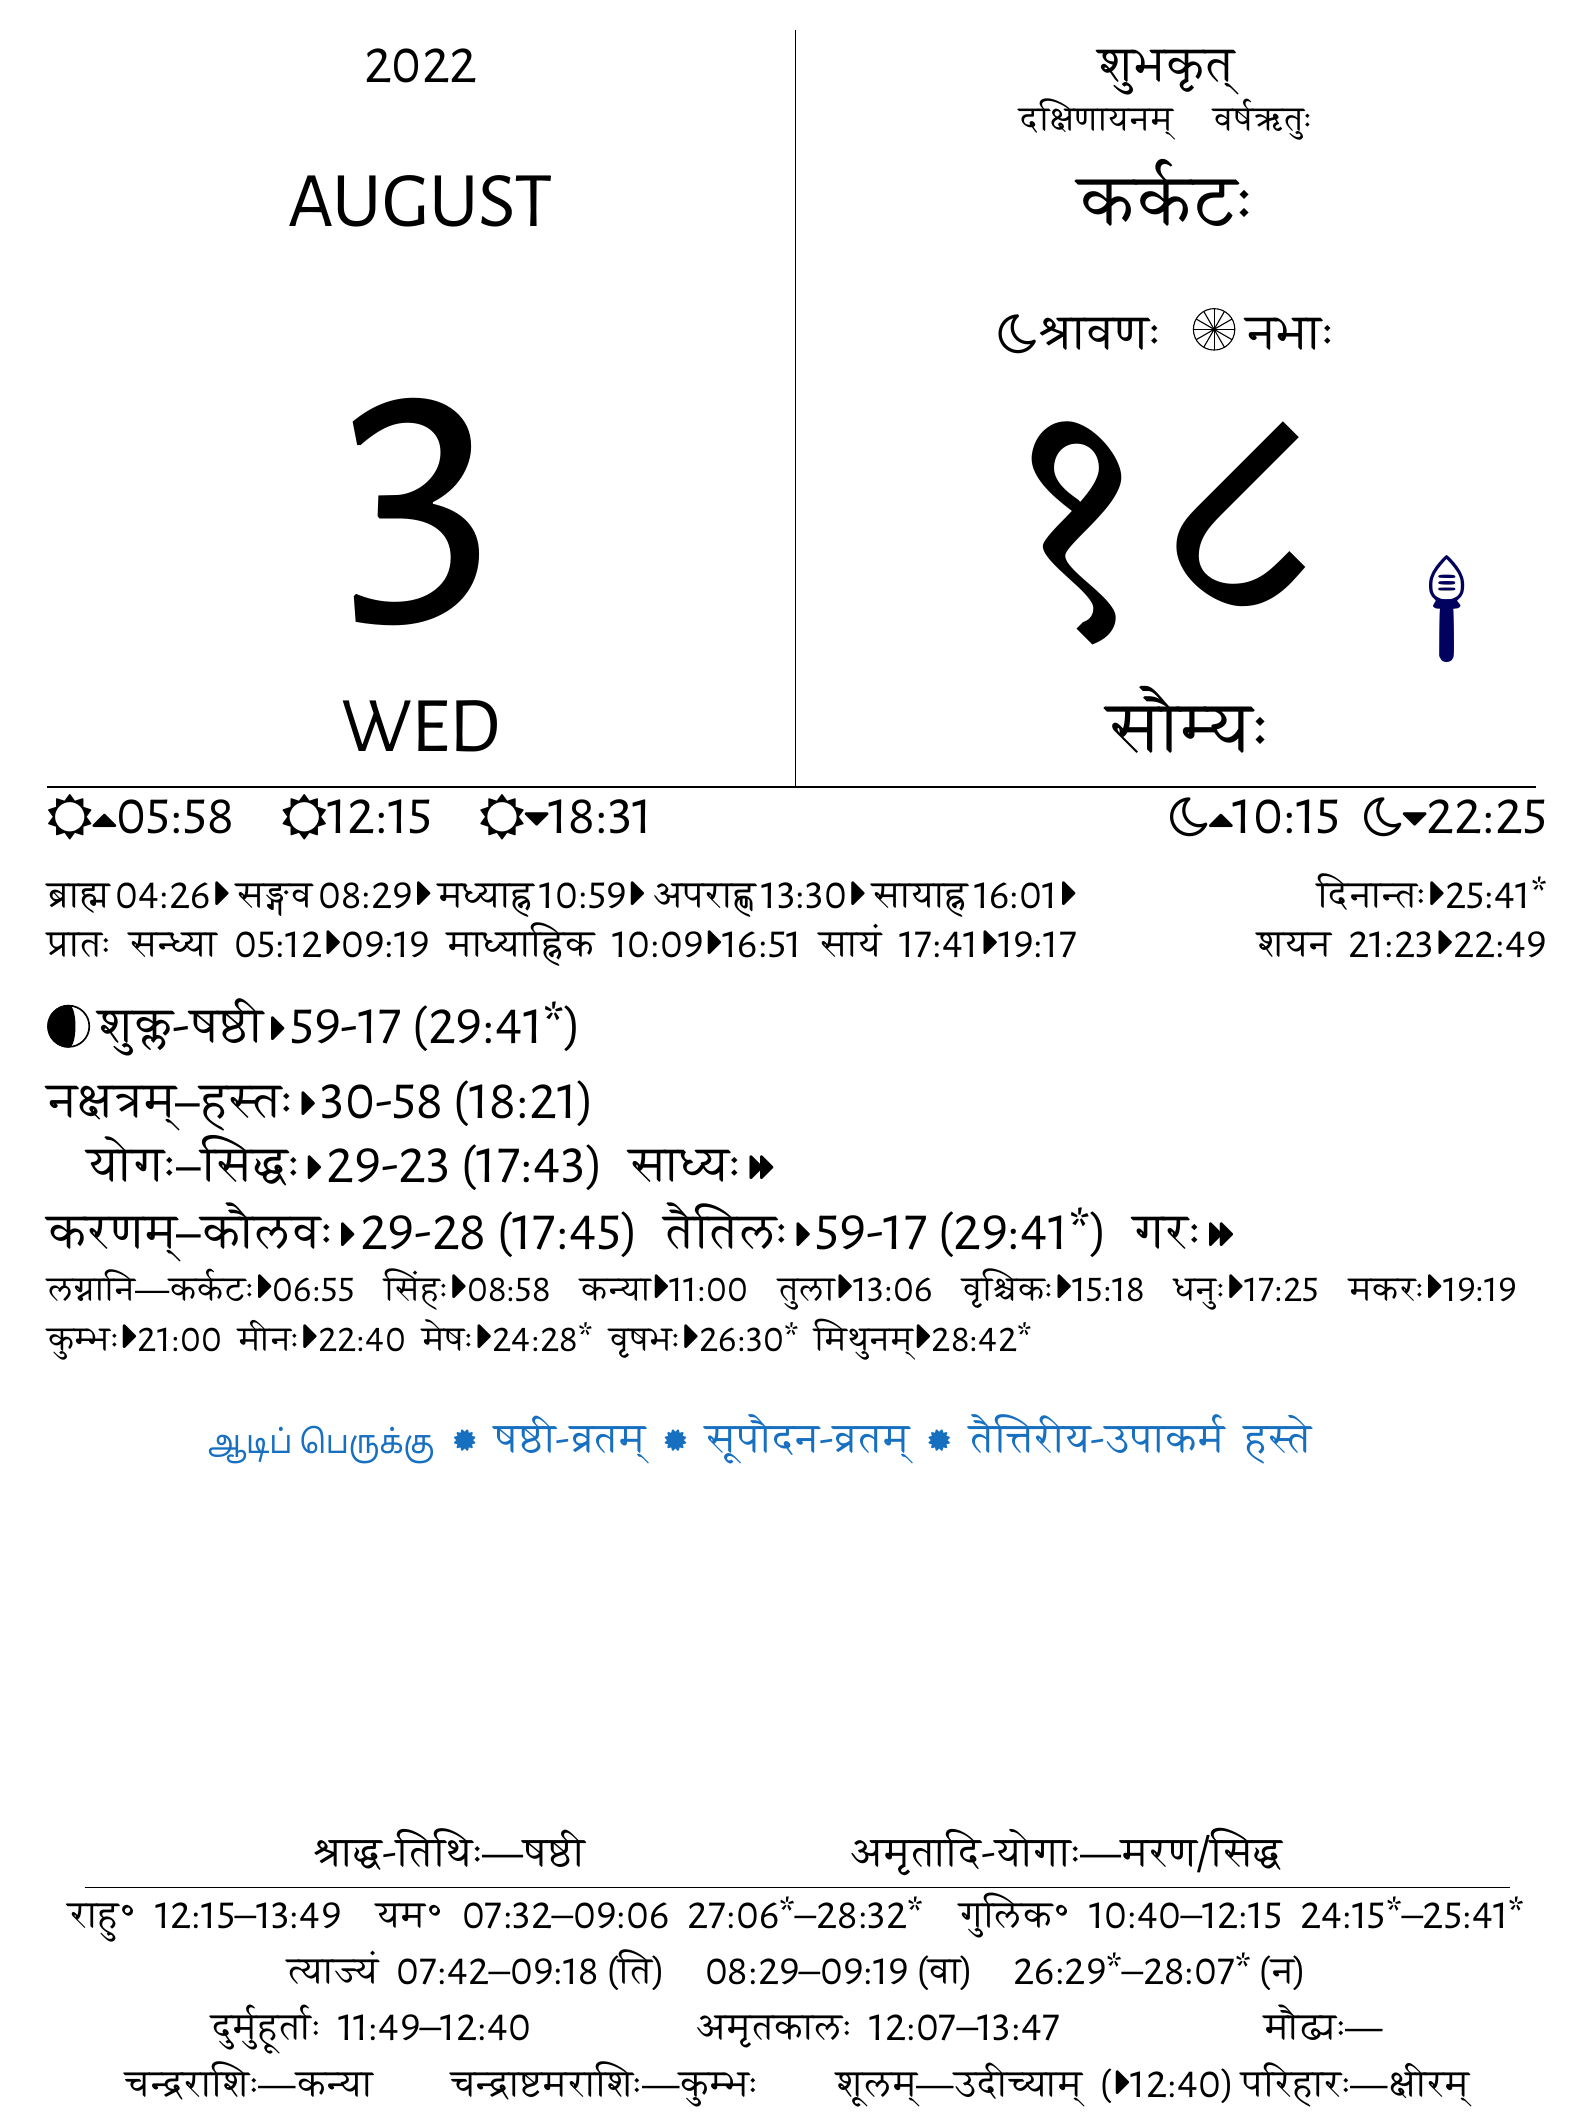 2022
AUGUST
3
WED
शुभकृत्
दक्षिणायनम् वर्षऋतुः
कर्कटः
श्रावणः नभाः
१८
सौम्यः
05:58 12:15 18:31 10:15 22:25
ब्राह्म 04:26 सङ्गव 08:29 मध्याह्न 10:59 अपराह्ण 13:30 सायाह्न 16:01 दिनान्तः 25:41*
प्रातः सन्ध्या 05:12 09:19 माध्याह्निक 10:09 16:51 सायं 17:41 19:17 शयन 21:23 22:49
शुक्ल-षष्ठी 59-17 (29:41*)
नक्षत्रम्–हस्तः 30-58 (18:21)
योगः–सिद्धः 29-23 (17:43) साध्यः
करणम्–कौलवः 29-28 (17:45) तैतिलः 59-17 (29:41*) गरः
लग्नानि—कर्कटः 06:55 सिंहः 08:58 कन्या 11:00 तुला 13:06 वृश्चिकः 15:18 धनुः 17:25 मकरः 19:19
कुम्भः 21:00 मीनः 22:40 मेषः 24:28* वृषभः 26:30* मिथुनम् 28:42*
ஆடிப் பெருக்கு षष्ठी-व्रतम् सूपौदन-व्रतम् तैत्तिरीय-उपाकर्म हस्ते
श्राद्ध-तिथिः—षष्ठी अमृतादि-योगाः—मरण/सिद्ध
राहु॰ 12:15–13:49 यम॰ 07:32–09:06 27:06*–28:32* गुलिक॰ 10:40–12:15 24:15*–25:41*
त्याज्यं 07:42–09:18 (ति) 08:29–09:19 (वा) 26:29*–28:07* (न)
दुर्मुहूर्ताः 11:49–12:40 अमृतकालः 12:07–13:47 मौढ्यः—
चन्द्रराशिः—कन्या चन्द्राष्टमराशिः—कुम्भः शूलम्—उदीच्याम् (12:40) परिहारः—क्षीरम्